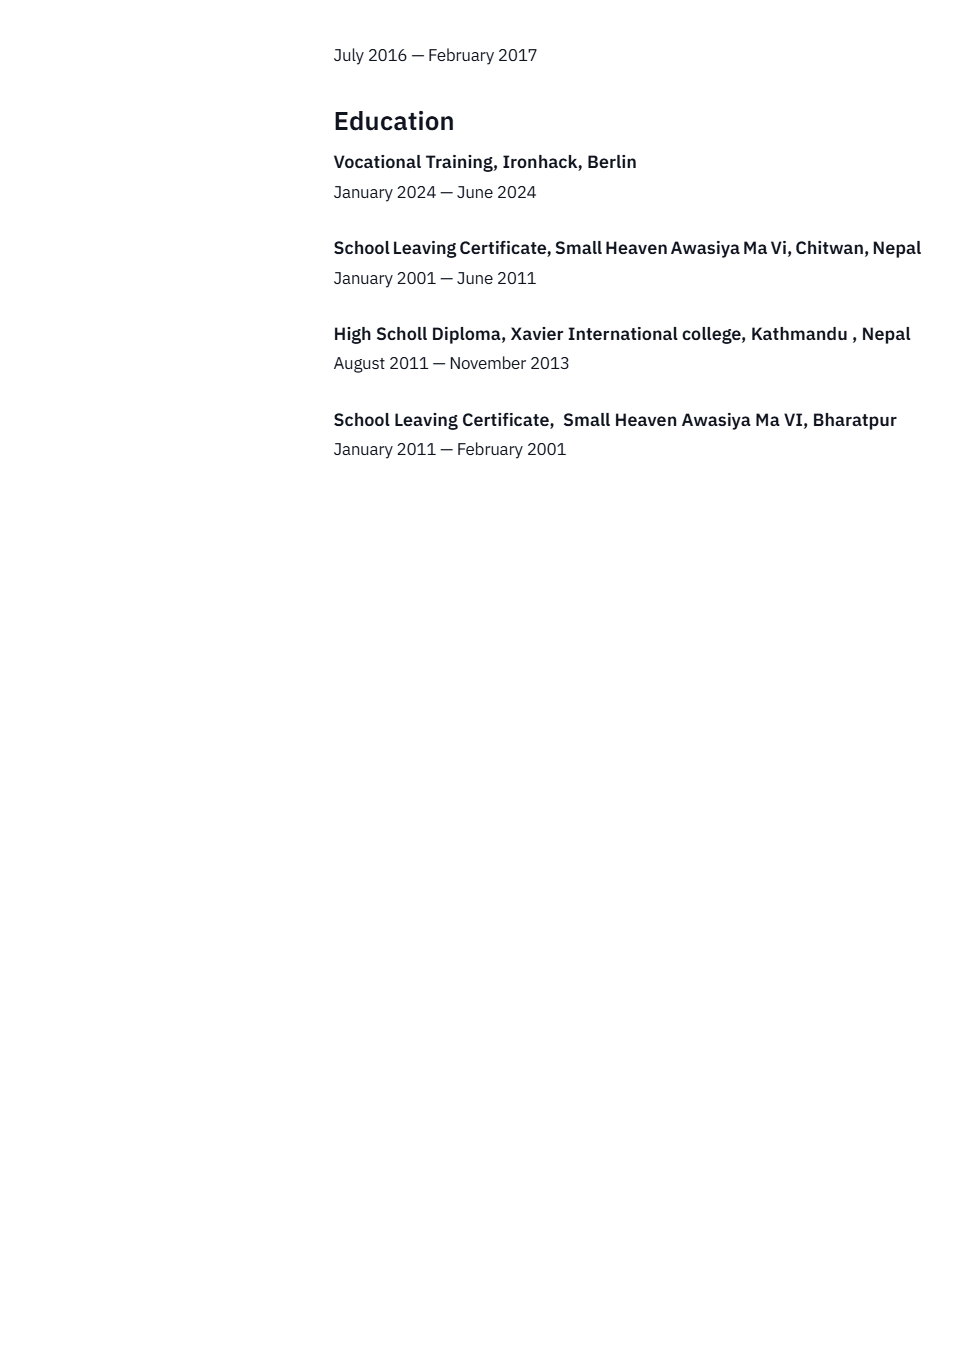 July 2016 — February 2017
Education
Vocational Training, Ironhack, Berlin
January 2024 — June 2024
School Leaving Certificate, Small Heaven Awasiya Ma Vi, Chitwan, Nepal
January 2001 — June 2011
High Scholl Diploma, Xavier International college, Kathmandu , Nepal
August 2011 — November 2013
School Leaving Certificate,  Small Heaven Awasiya Ma VI, Bharatpur
January 2011 — February 2001